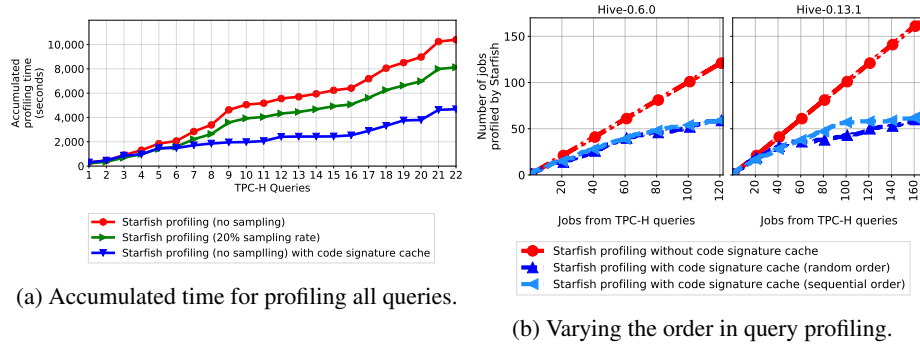 10,000
8,000
6,000
4,000
2,000
0
Accumulated
profiling time
(seconds)
1 2 3 4 5 6 7 8 9 10 11 12 13 14 15 16 17 18 19 20 21 22
TPC-H Queries
Starfish profiling (no sampling)
Starfish profiling (20% sampling rate)
Starfish profiling (no sampllng) with code signature cache
(a) Accumulated time for profiling all queries.
Hive-0.6.0
Hive-0.13.1
150
100
50
0
Number of jobs
profiled by Starfish
20 40 60 80 100 120
20 40 60 80 100 120 140 160
Jobs from TPC-H queries
Jobs from TPC-H queries
Starfish profiling without code signature cache
Starfish profiling with code signature cache (random order)
Starfish profiling with code signature cache (sequential order)
(b) Varying the order in query profiling.